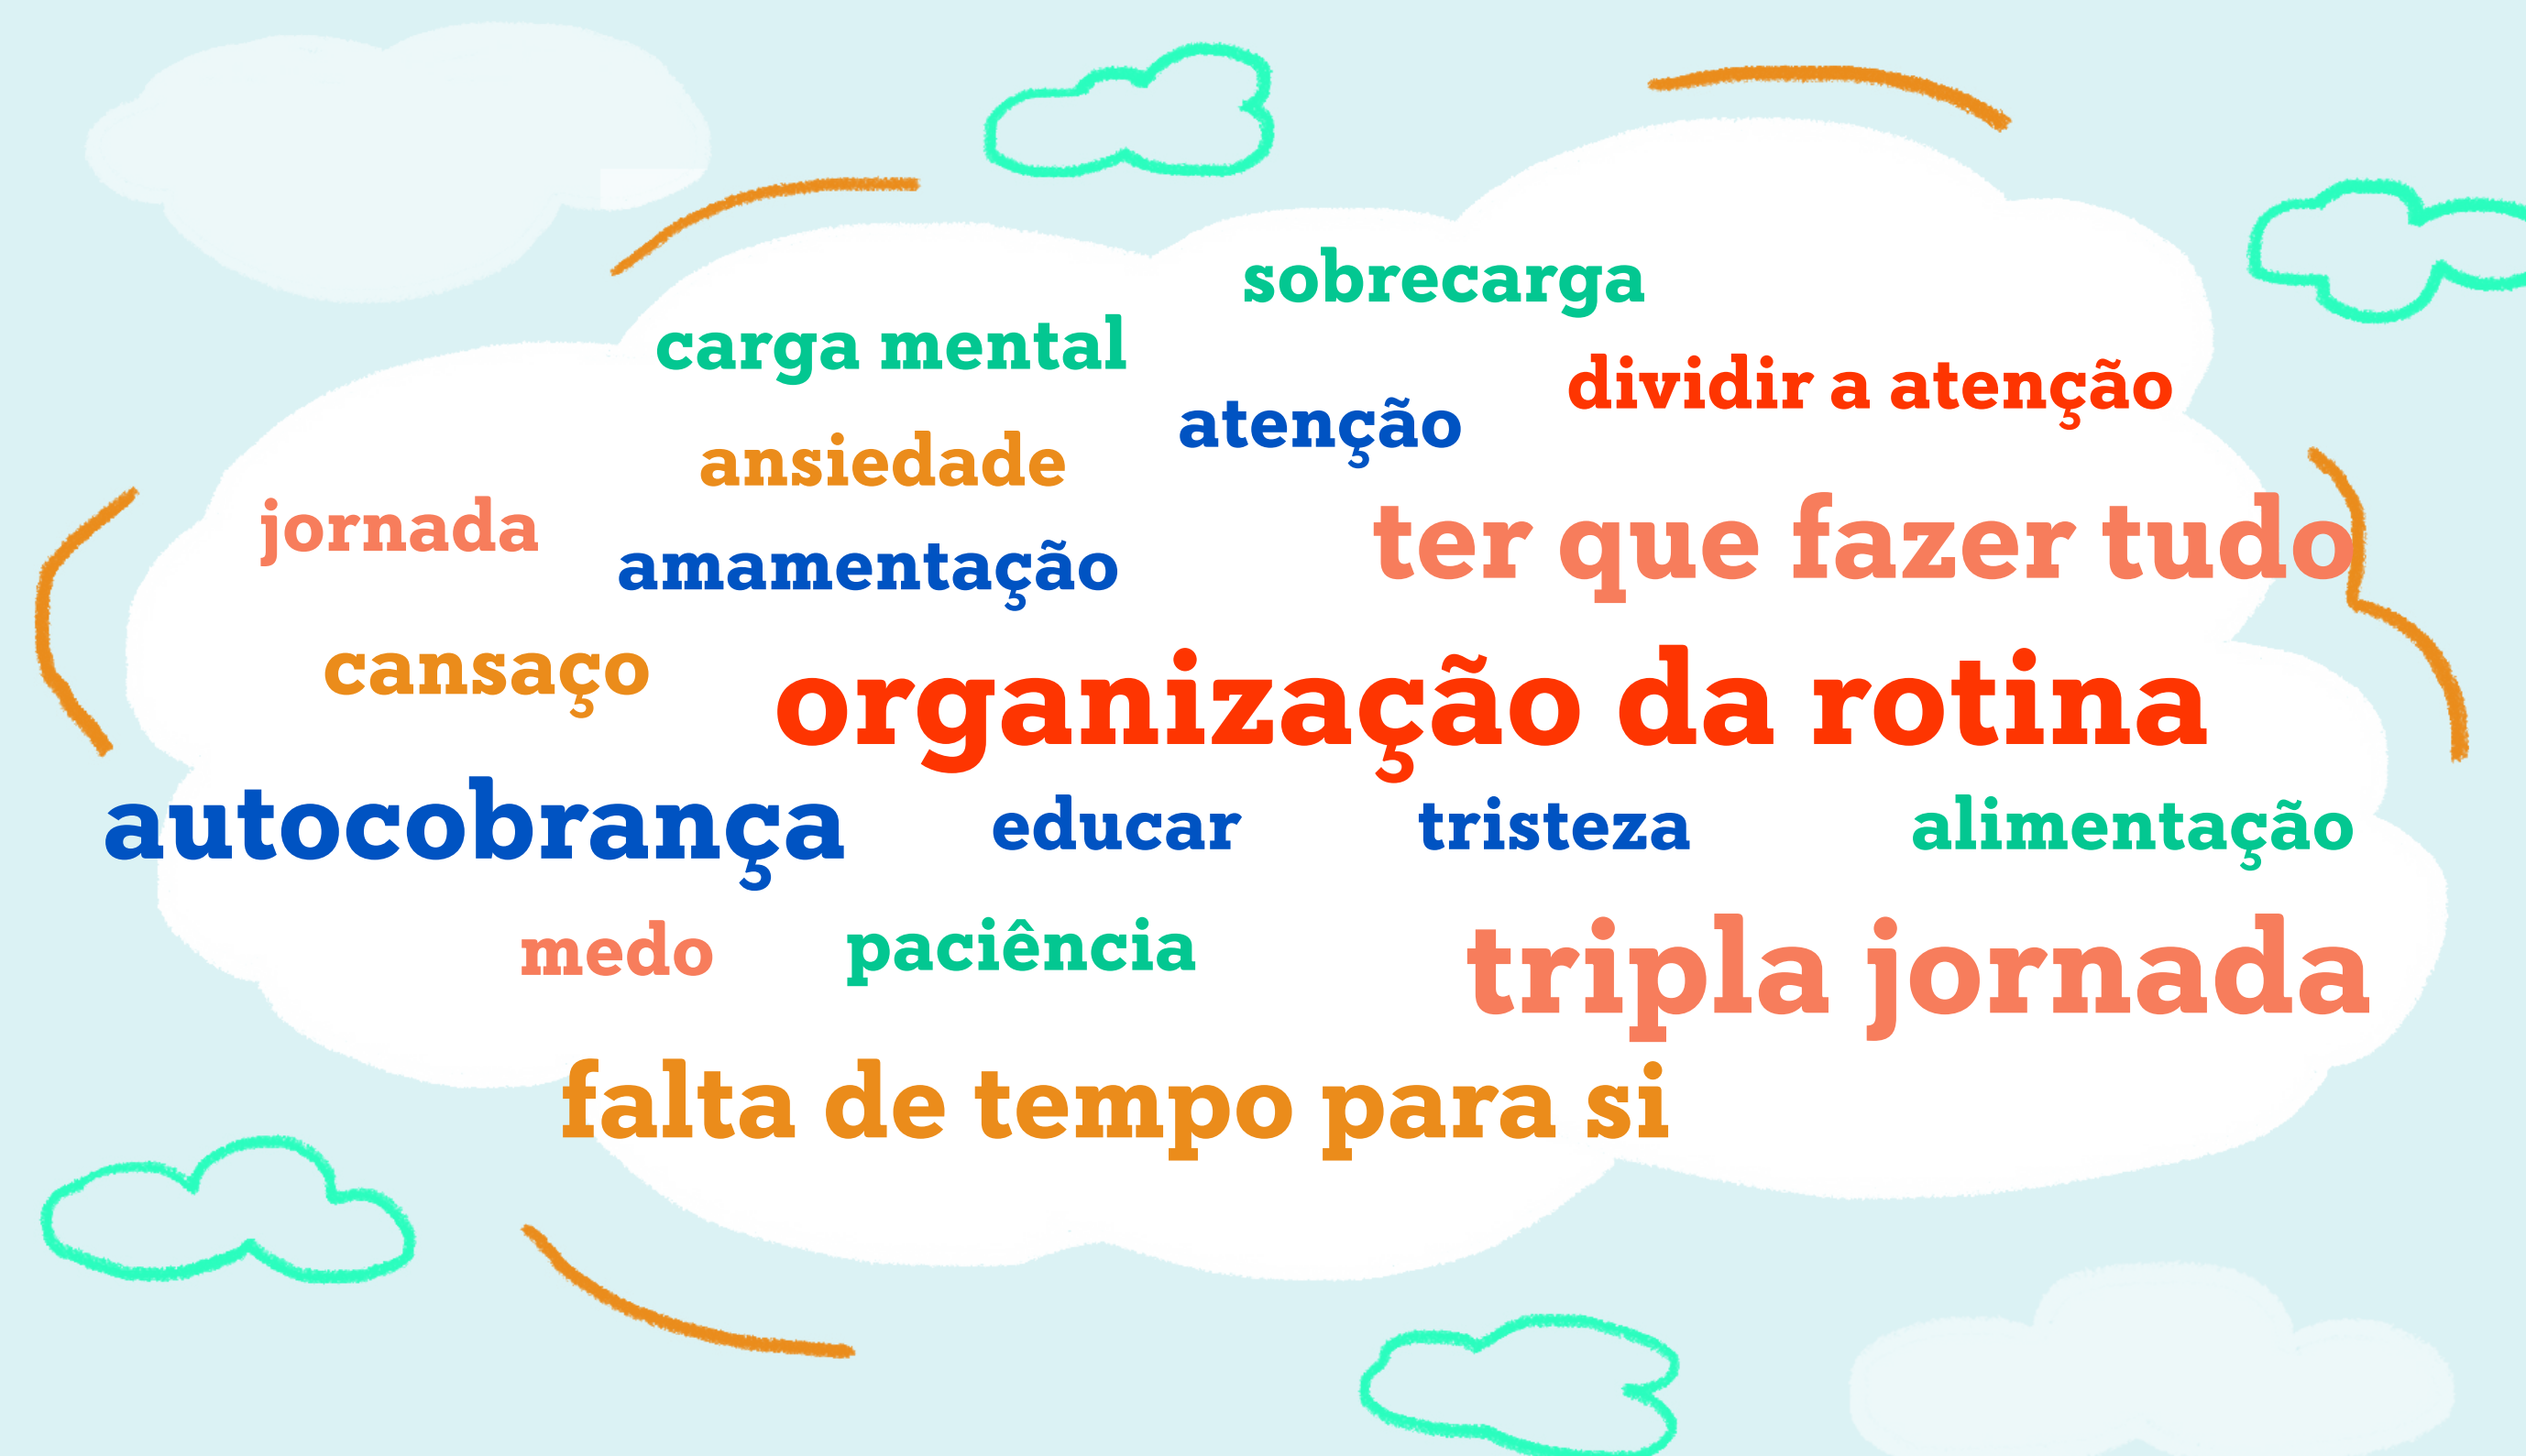 sobrecarga
carga mental
dividir a atenção
atenção
ansiedade
jornada
ter que fazer tudo
amamentação
cansaço
organização da rotina
autocobrança
educar
tristeza
alimentação
medo
paciência
tripla jornada
falta de tempo para si